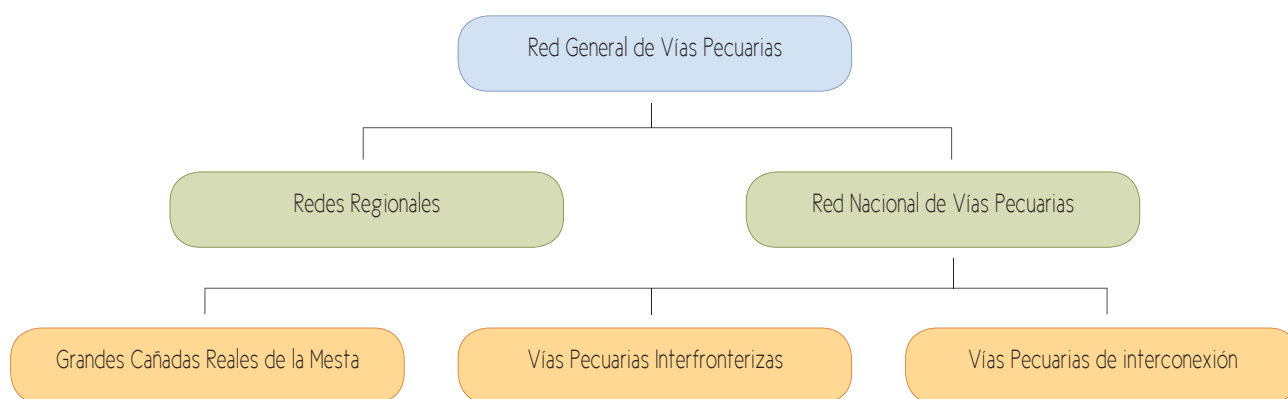 Red General de Vías Pecuarias
Redes Regionales
Red Nacional de Vías Pecuarias
Grandes Cañadas Reales de la Mesta
Vías Pecuarias Interfronterizas
Vías Pecuarias de interconexión